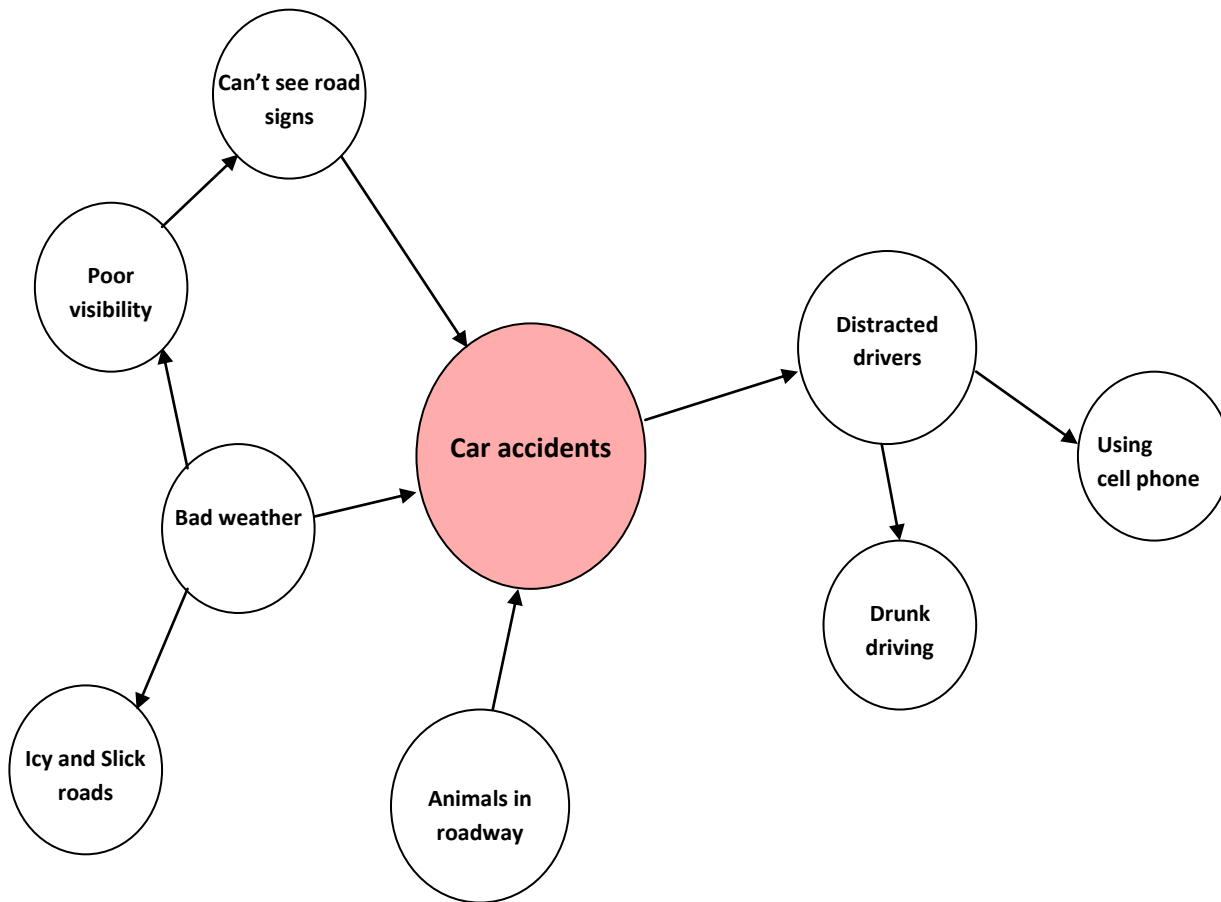 Can’t see road
signs
Poor
visibility
Distracted
drivers
Car accidents
Using
cell phone
Bad weather
Drunk
driving
Icy and Slick
roads
Animals in
roadway